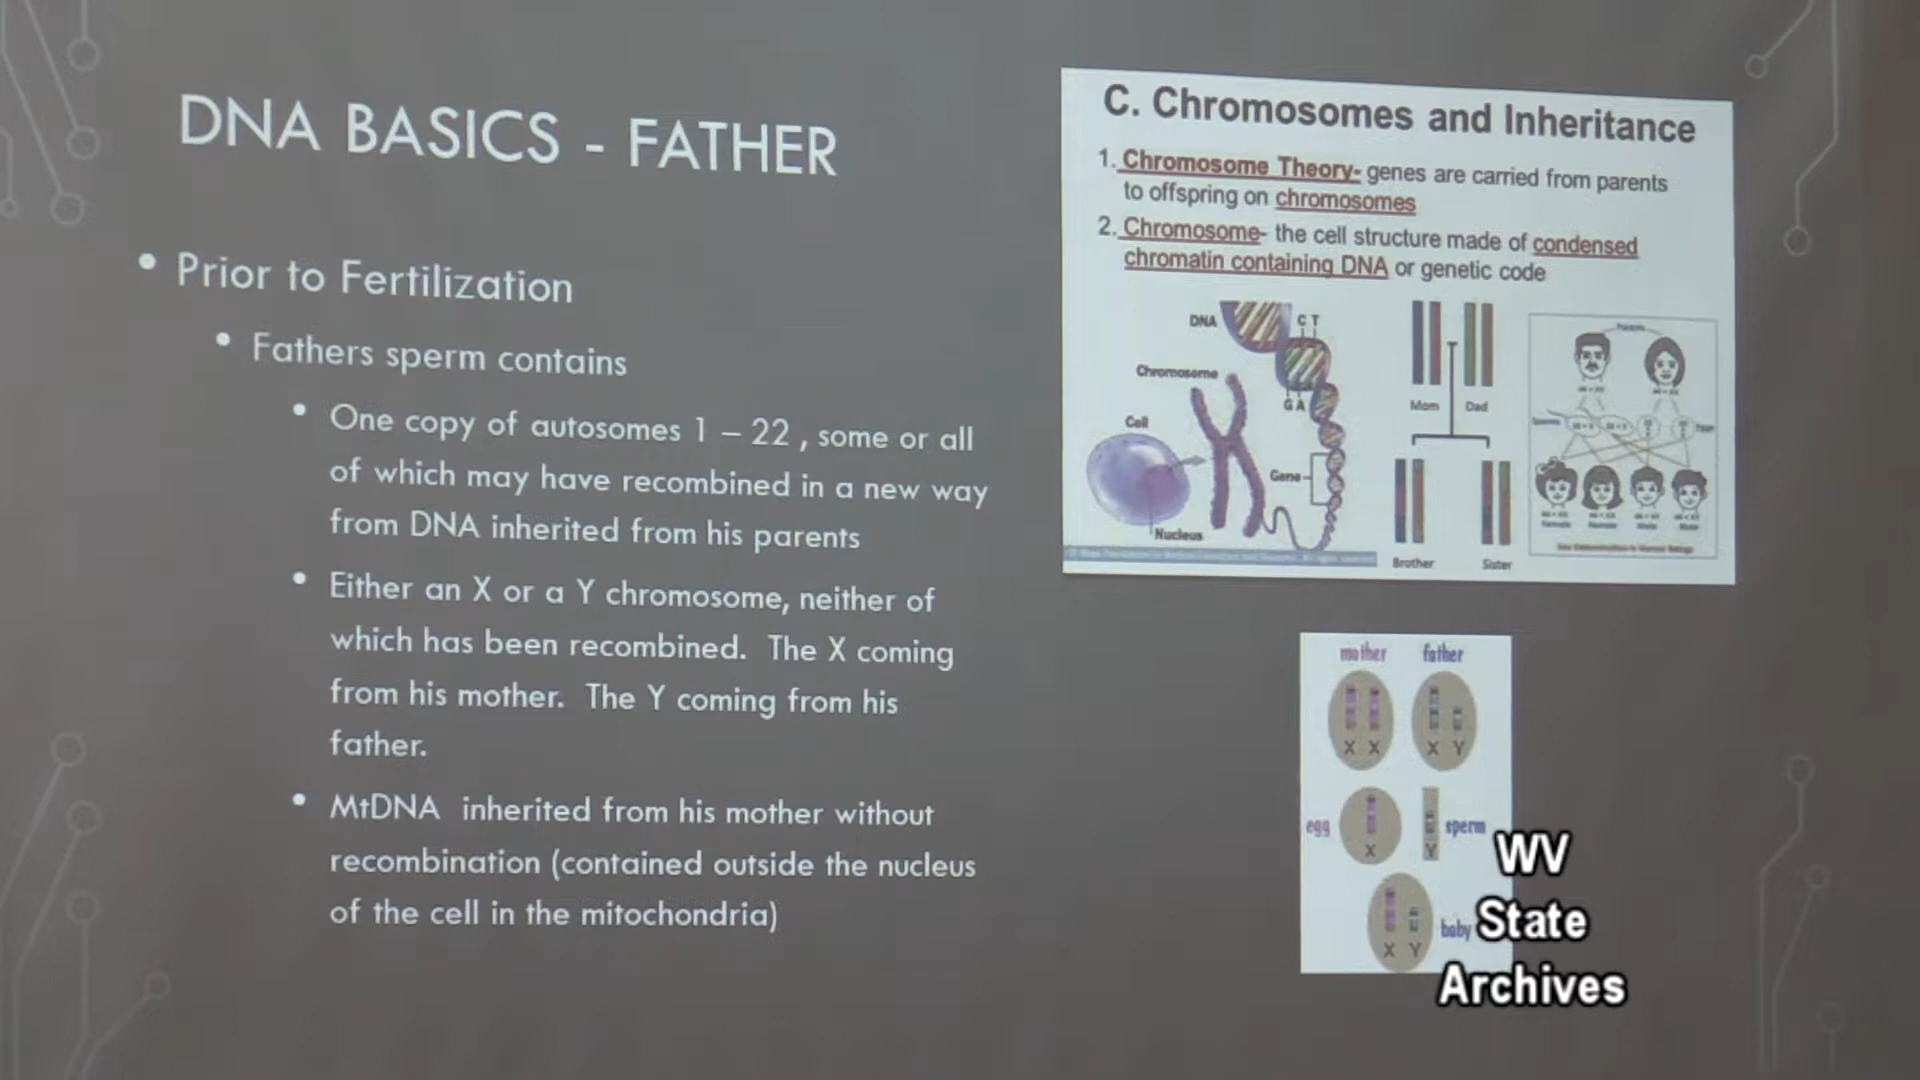 DNA BASICS - FATHER
• Prior to Fertilization
• Fathers sperm contains
• One copy of autosomes 1 – 22 , some or all
of which may have recombined in a new way
from DNA inherited from his parents
• Either an X or a Y chromosome, neither of
which has been recombined. The X coming
from his mother. The Y coming from his
father.
• MtDNA inherited from his mother without
recombination (contained outside the nucleus
of the cell in the mitochondria)
C. Chromosomes and Inheritance
1. Chromosome Theory- genes are carried from parents
to offspring on chromosomes
2. Chromosome- the cell structure made of condensed
chromatin containing DNA or genetic code
DNA
C T
Chromosome
G A
Cell
Gene
Nucleus
Mom Dad
Brother Sister
Parents
mother father
X X X Y
egg sperm
X Y
baby
X Y
WV
State
Archives